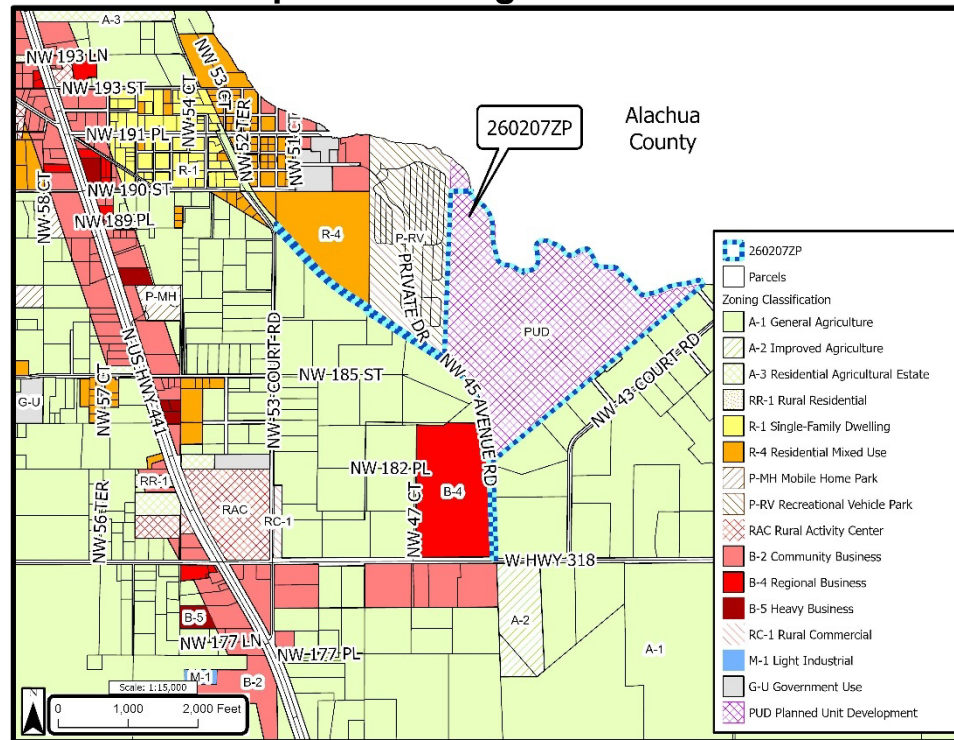 A-3
NW 193 LN
NW 193 ST
NW 53 CT
NW 54 CT
NW 52 TER
NW 51 CT
NW 191 PL
R-1
NW 190 ST
NW 58 CT
NW 189 PL
260207ZP
Alachua
County
R-4
P-RV
PRIVATE DR
P-MH
PUD
N US HWY 441
NW 53 COURT RD
NW 185 ST
NW 45 AVENUE RD
NW 43 COURT RD
G-U
NW 57 CT
NW 182 PL
NW 47 CT
B-4
RR-1
NW 56 TER
RAC
RC-1
W HWY 318
A-2
A-1
B-5
NW 177 LN
NW 177 PL
M-1
B-2
N
Scale: 1:15,000
0 1,000 2,000 Feet
260207ZP
Parcels
Zoning Classification
A-1 General Agriculture
A-2 Improved Agriculture
A-3 Residential Agricultural Estate
RR-1 Rural Residential
R-1 Single-Family Dwelling
R-4 Residential Mixed Use
P-MH Mobile Home Park
P-RV Recreational Vehicle Park
RAC Rural Activity Center
B-2 Community Business
B-4 Regional Business
B-5 Heavy Business
RC-1 Rural Commercial
M-1 Light Industrial
G-U Government Use
PUD Planned Unit Development